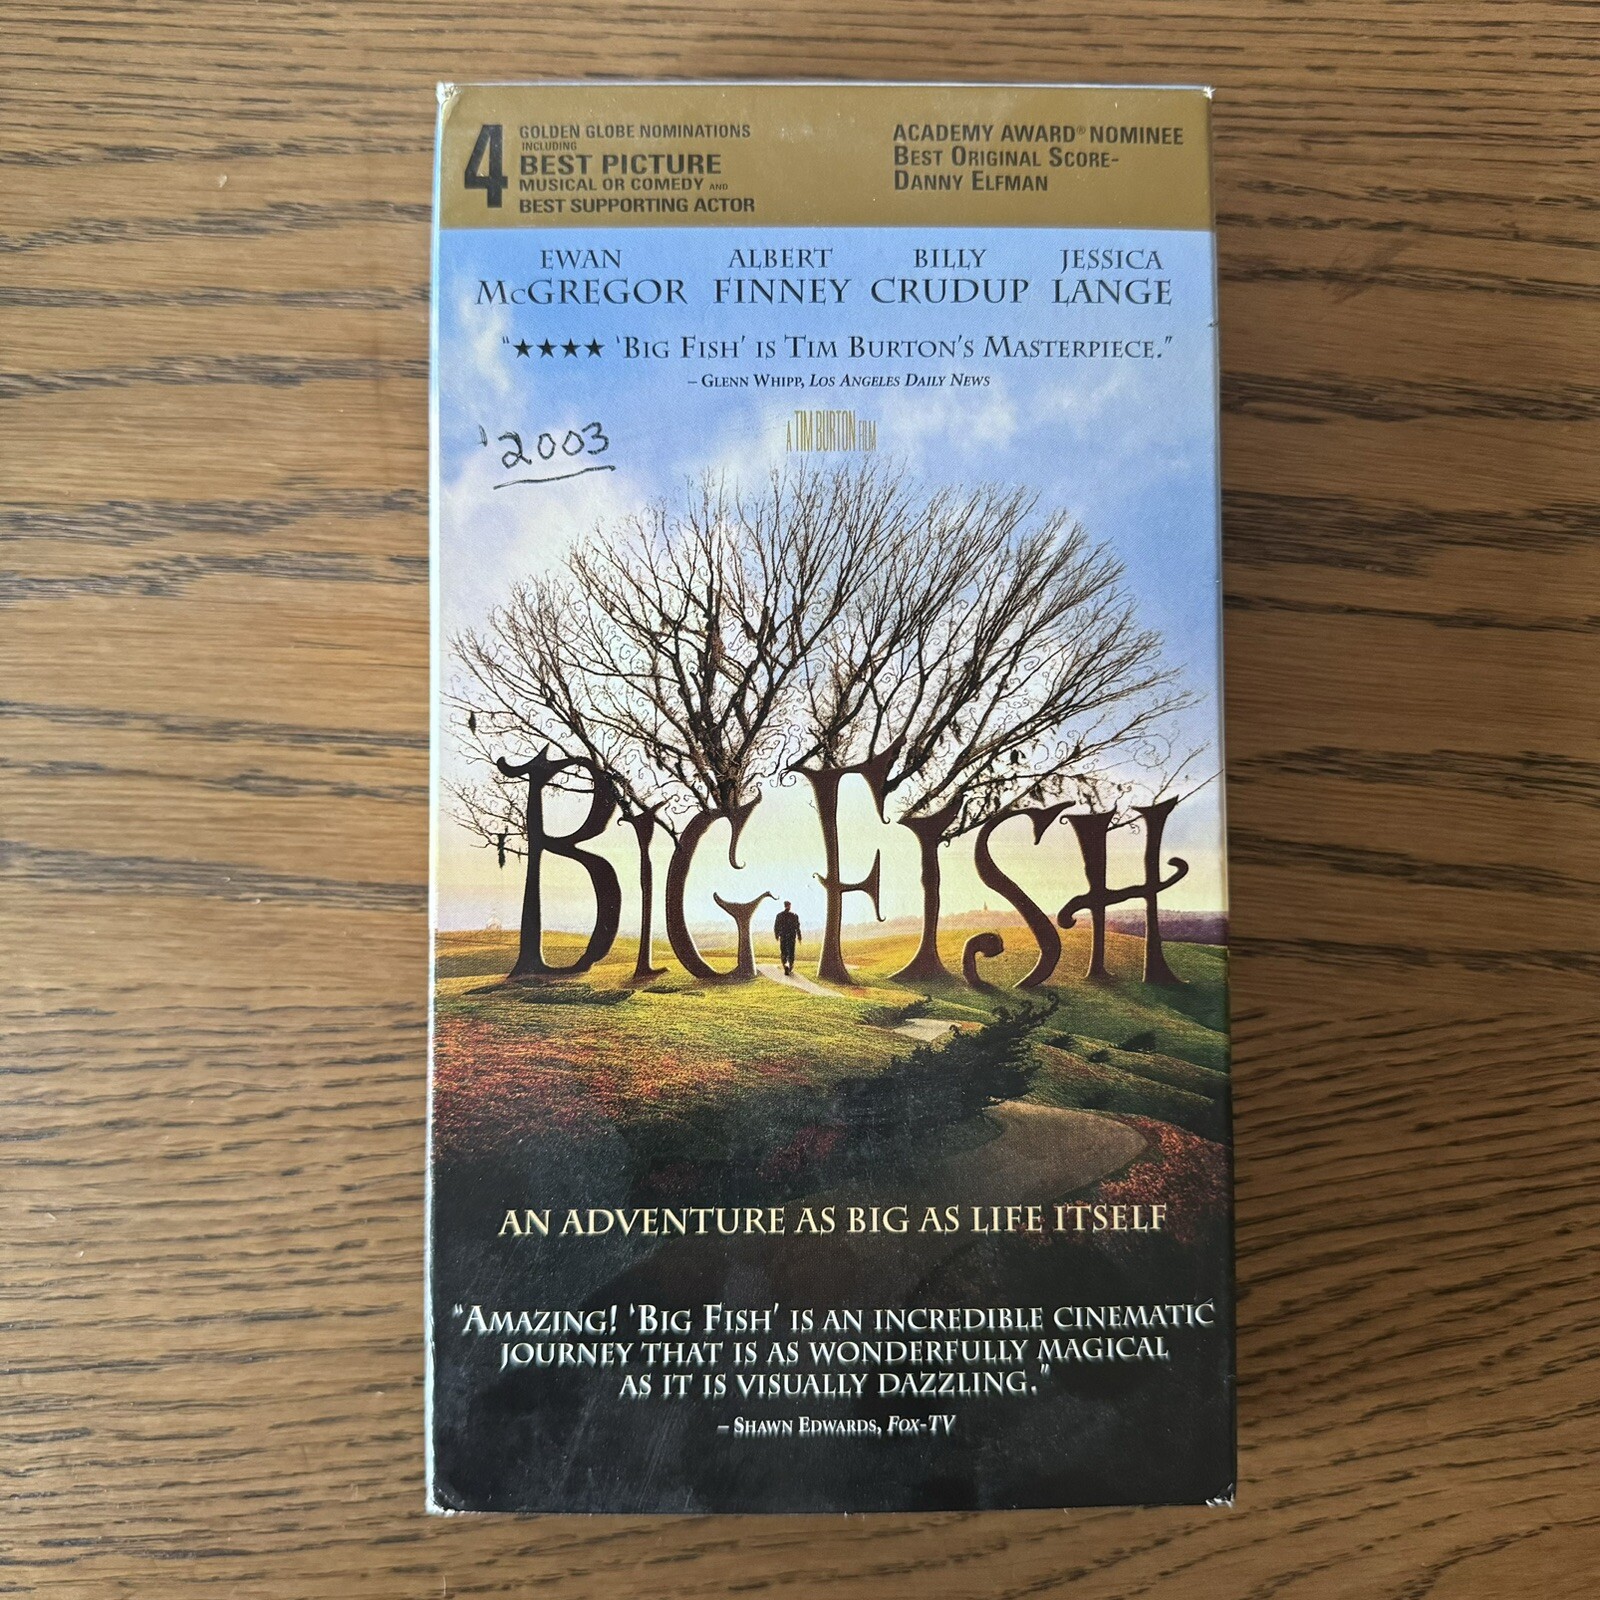 4 GOLDEN GLOBE NOMINATIONS
INCLUDING
BEST PICTURE
MUSICAL OR COMEDY AND
BEST SUPPORTING ACTOR
ACADEMY AWARD® NOMINEE
BEST ORIGINAL SCORE-
DANNY ELFMAN
EWAN McGREGOR
ALBERT FINNEY
BILLY CRUDUP
JESSICA LANGE
"★★★★ 'BIG FISH' IS TIM BURTON'S MASTERPIECE."
– GLENN WHIPP, LOS ANGELES DAILY NEWS
A TIM BURTON FILM
'2003
BIG FISH
AN ADVENTURE AS BIG AS LIFE ITSELF
"AMAZING! 'BIG FISH' IS AN INCREDIBLE CINEMATIC
JOURNEY THAT IS AS WONDERFULLY MAGICAL
AS IT IS VISUALLY DAZZLING."
– SHAWN EDWARDS, FOX-TV